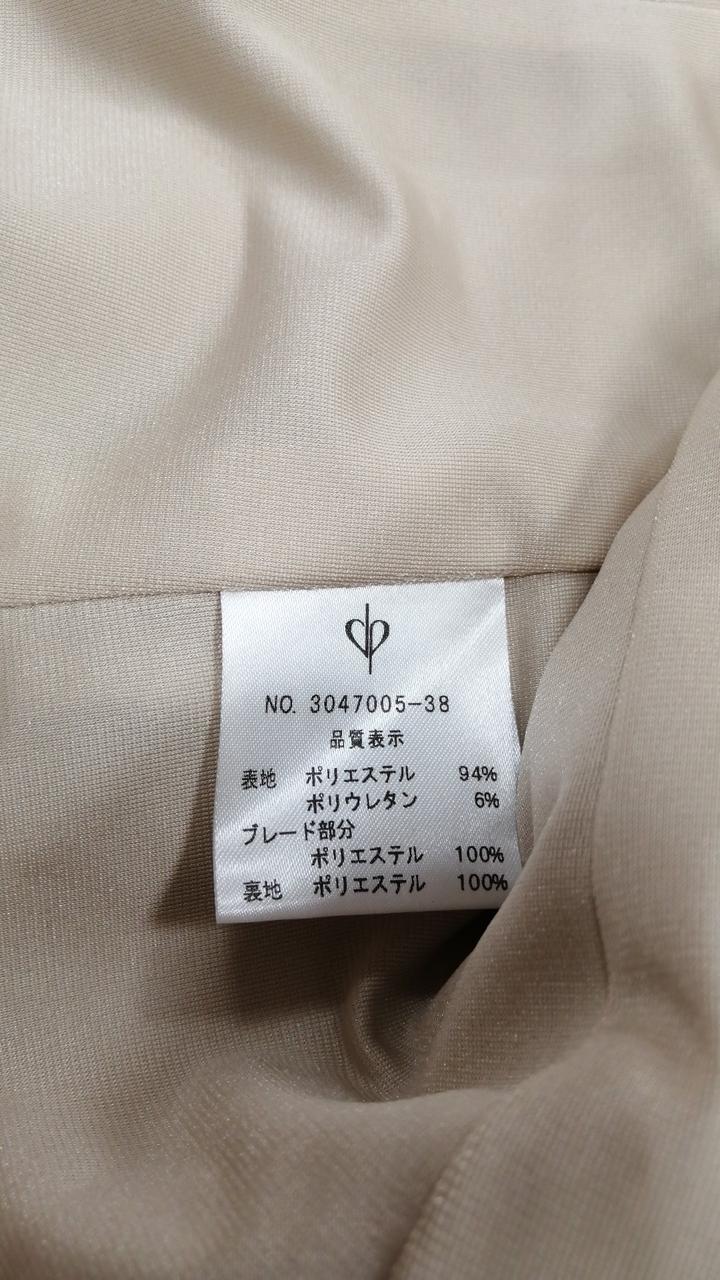 NO. 3047005-38
品質表示
表地 ポリエステル 94%
ポリウレタン 6%
ブレード部分
ポリエステル 100%
裏地 ポリエステル 100%